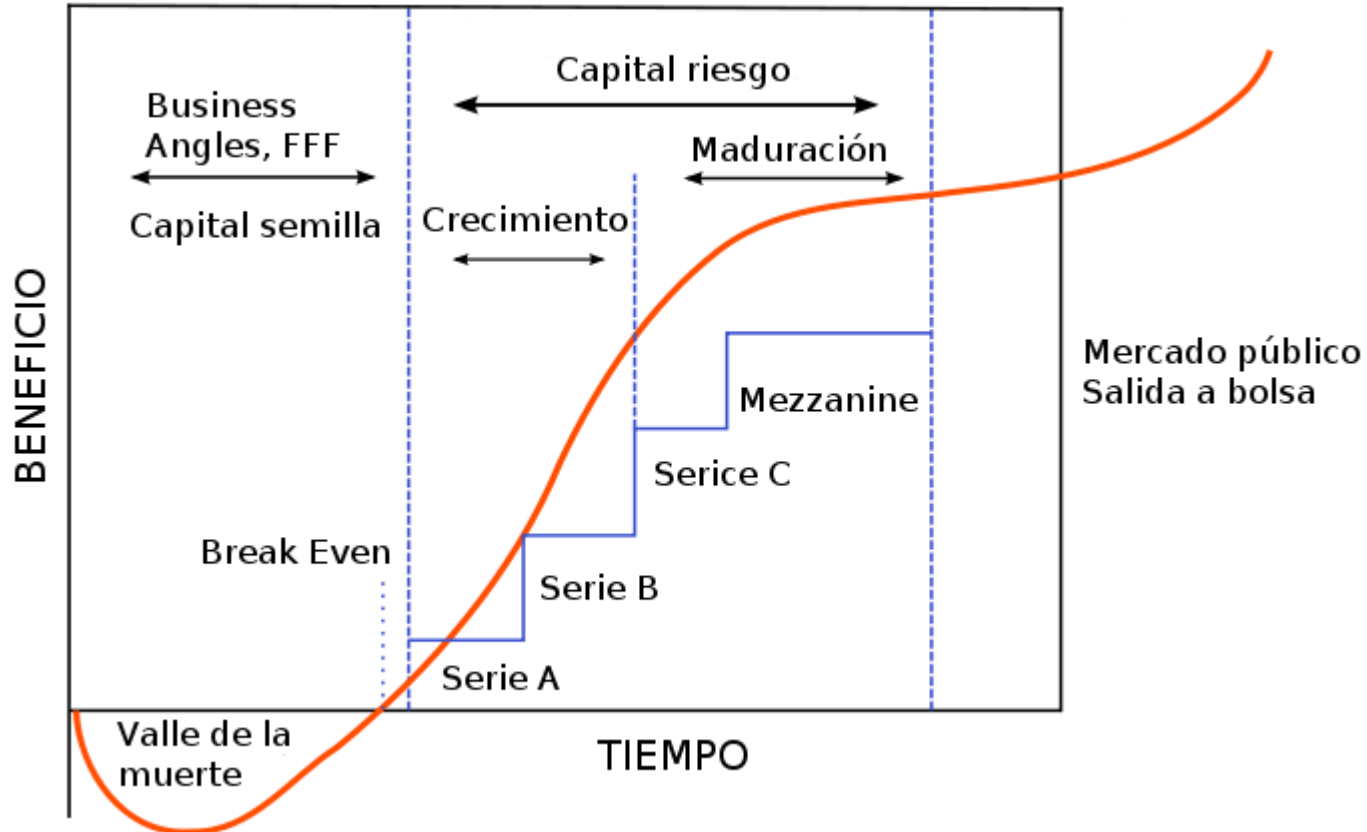 Capital riesgo
Business
Angles, FFF
Maduración
Capital semilla
Crecimiento
BENEFICIO
Mercado público
Salida a bolsa
Mezzanine
Serice C
Break Even
Serie B
Serie A
Valle de la
muerte
TIEMPO